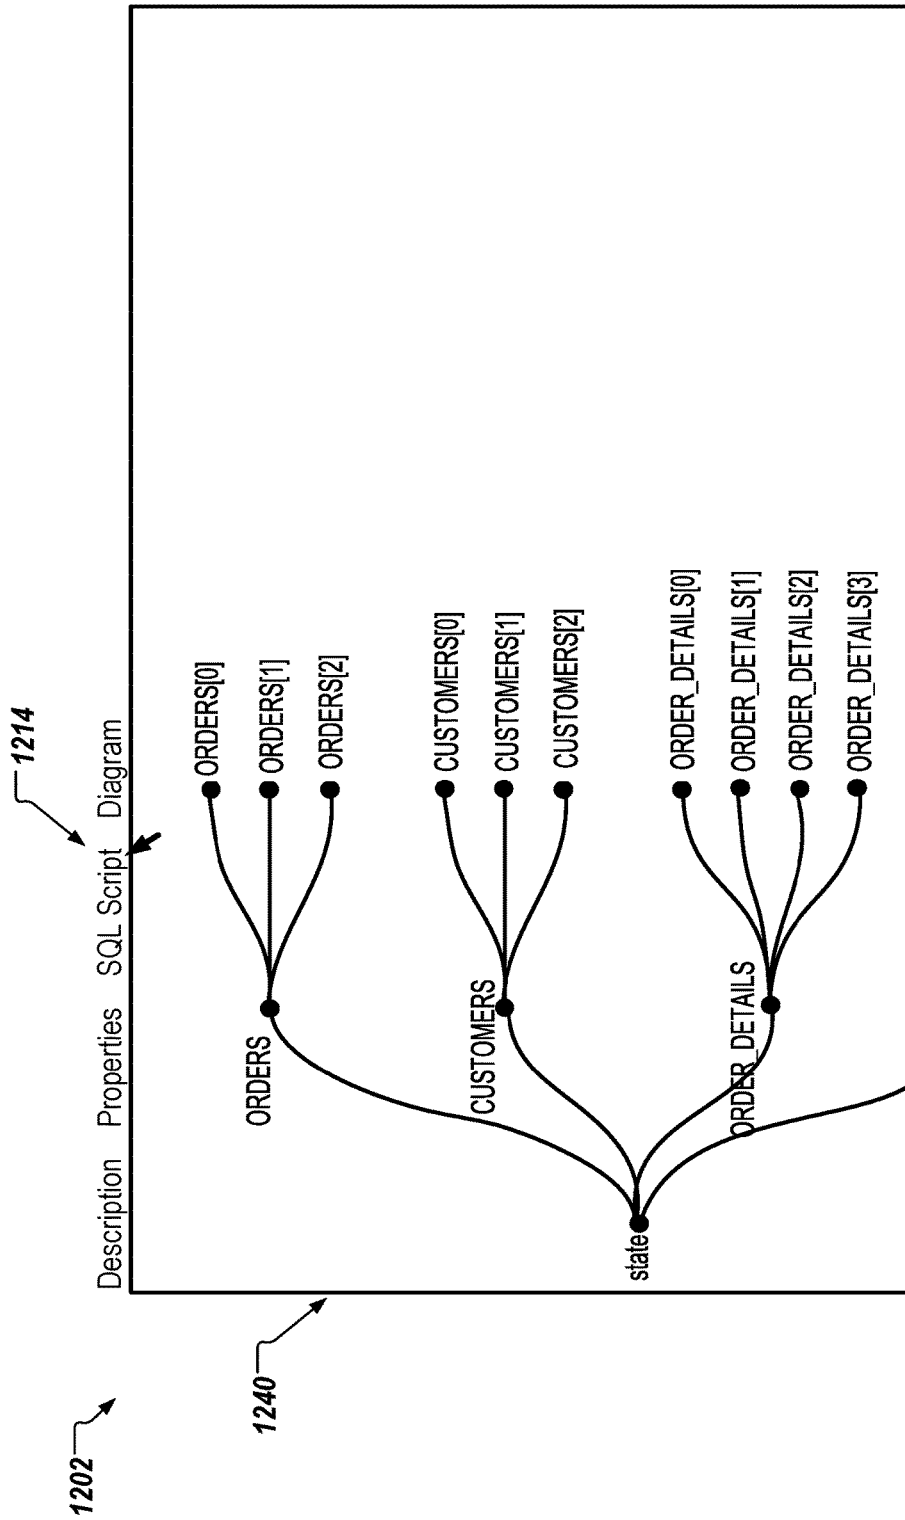 1202
1214
1240
Description Properties SQL Script Diagram
ORDERS
ORDERS[0]
ORDERS[1]
ORDERS[2]
CUSTOMERS
CUSTOMERS[0]
CUSTOMERS[1]
CUSTOMERS[2]
state
ORDER_DETAILS
ORDER_DETAILS[0]
ORDER_DETAILS[1]
ORDER_DETAILS[2]
ORDER_DETAILS[3]